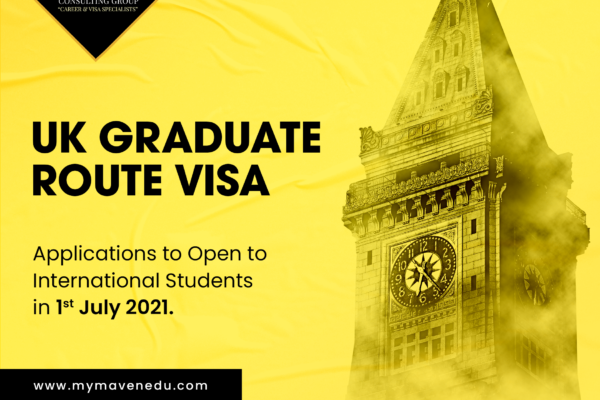 CONSULTING GROUP
"CAREER & VISA SPECIALISTS"
UK GRADUATE
ROUTE VISA
Applications to Open to
International Students
in 1st July 2021.
www.mymavenedu.com